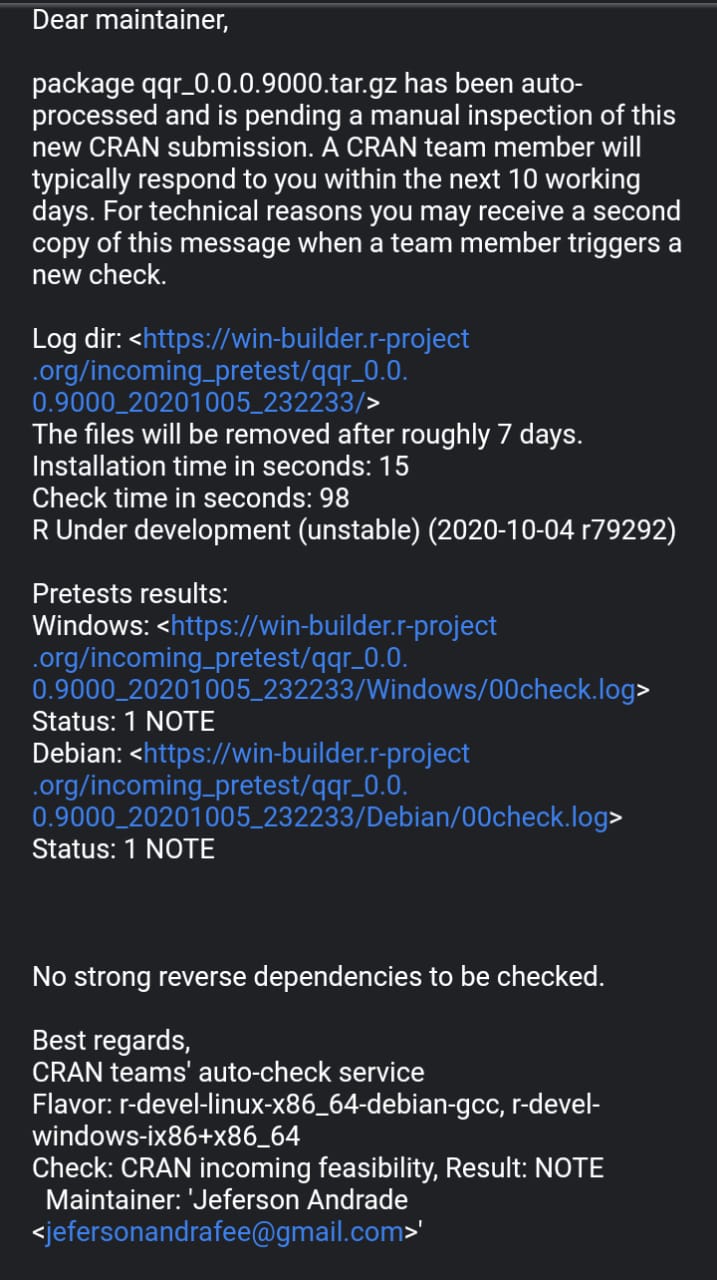 Dear maintainer,
package qqr_0.0.0.9000.tar.gz has been auto-
processed and is pending a manual inspection of this
new CRAN submission. A CRAN team member will
typically respond to you within the next 10 working
days. For technical reasons you may receive a second
copy of this message when a team member triggers a
new check.
Log dir: <https://win-builder.r-project
.org/incoming_pretest/qqr_0.0.
0.9000_20201005_232233/>
The files will be removed after roughly 7 days.
Installation time in seconds: 15
Check time in seconds: 98
R Under development (unstable) (2020-10-04 r79292)
Pretests results:
Windows: <https://win-builder.r-project
.org/incoming_pretest/qqr_0.0.
0.9000_20201005_232233/Windows/00check.log>
Status: 1 NOTE
Debian: <https://win-builder.r-project
.org/incoming_pretest/qqr_0.0.
0.9000_20201005_232233/Debian/00check.log>
Status: 1 NOTE
No strong reverse dependencies to be checked.
Best regards,
CRAN teams' auto-check service
Flavor: r-devel-linux-x86_64-debian-gcc, r-devel-
windows-ix86+x86_64
Check: CRAN incoming feasibility, Result: NOTE
Maintainer: 'Jeferson Andrade
<jefersonandrafee@gmail.com>'